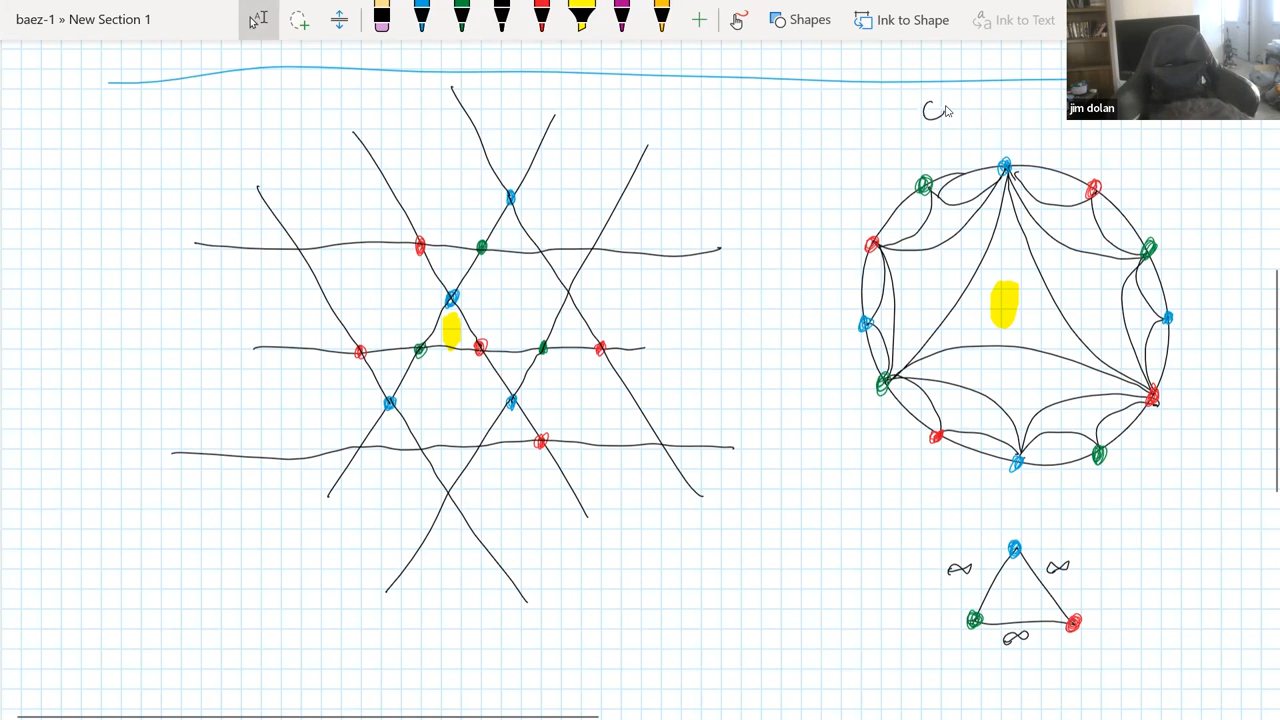 baez-1 » New Section 1
Shapes
Ink to Shape
Ink to Text
jim dolan
C
∞ ∞
∞